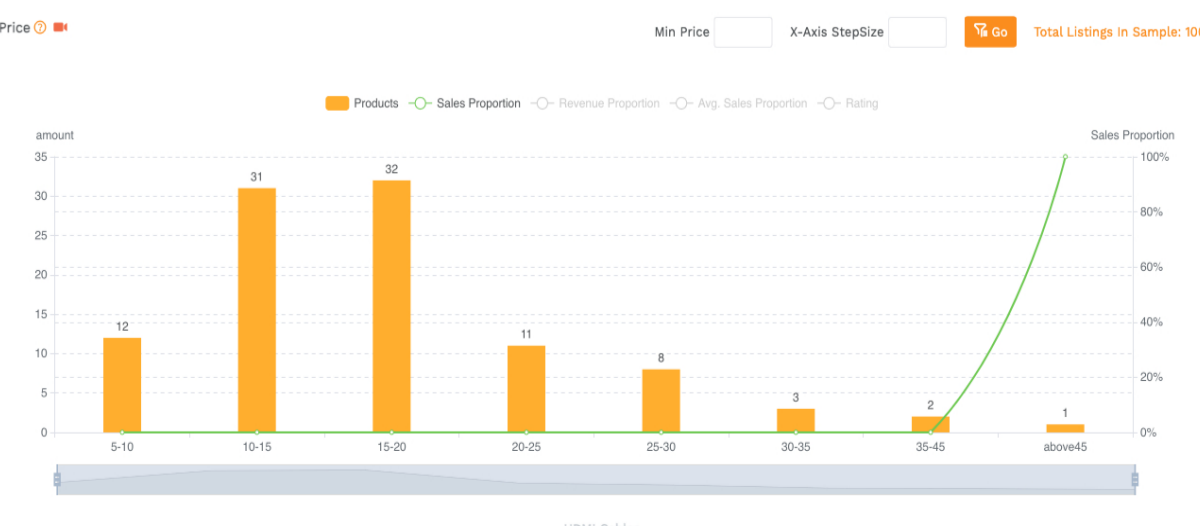 Price
Min Price X-Axis StepSize Go Total Listings In Sample: 100
Products Sales Proportion Revenue Proportion Avg. Sales Proportion Rating
amount Sales Proportion
35 100%
30 80%
25
20 60%
15 40%
10 20%
5
0 0%
12 31 32 11 8 3 2 1
5-10 10-15 15-20 20-25 25-30 30-35 35-45 above45